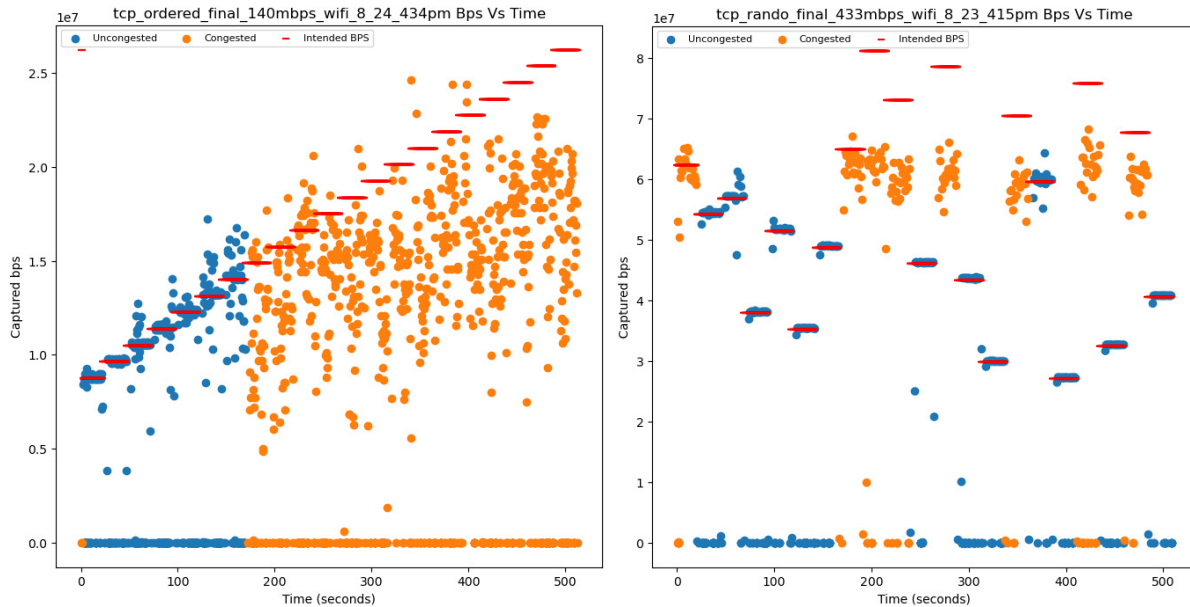 tcp_ordered_final_140mbps_wifi_8_24_434pm Bps Vs Time
1e7
Uncongested
Congested
Intended BPS
2.5
2.0
1.5
1.0
0.5
0.0
Captured bps
0
100
200
300
400
500
Time (seconds)
tcp_rando_final_433mbps_wifi_8_23_415pm Bps Vs Time
1e7
Uncongested
Congested
Intended BPS
8
7
6
5
4
3
2
1
0
Captured bps
0
100
200
300
400
500
Time (seconds)